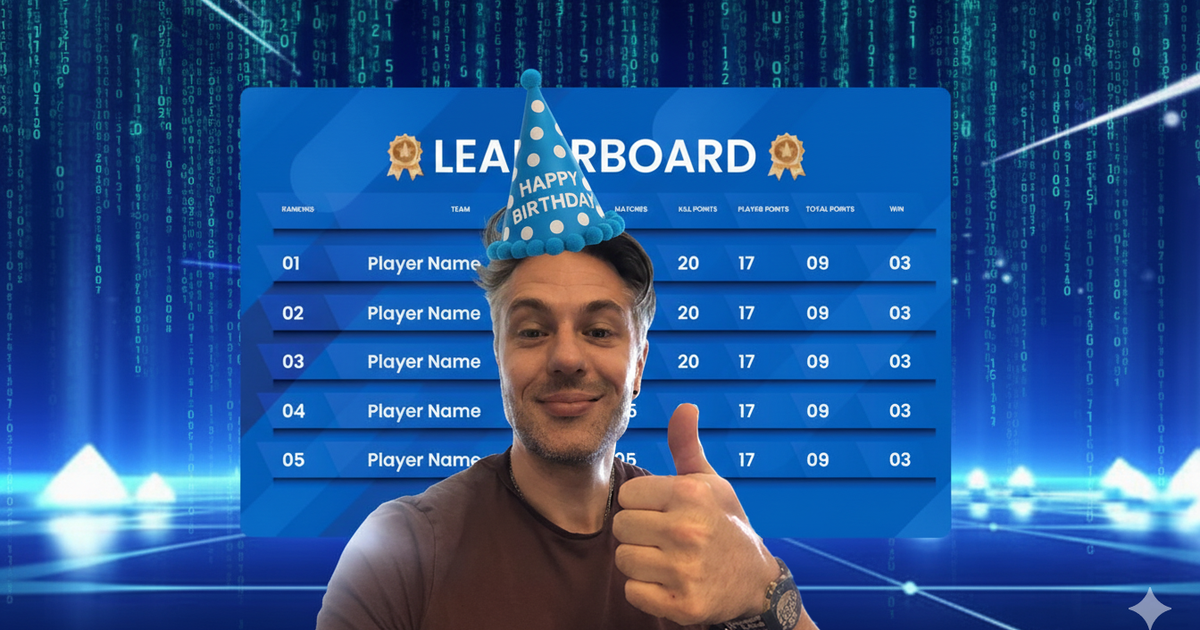 LEA RBOARD
HAPPY
BIRTHDAY
TEAM MATCHES PLAYER POINTS TOTAL POINTS WIN
01 Player Name 20 17 09 03
02 Player Name 20 17 09 03
03 Player Name 20 17 09 03
04 Player Name 5 17 09 03
05 Player Name 05 17 09 03